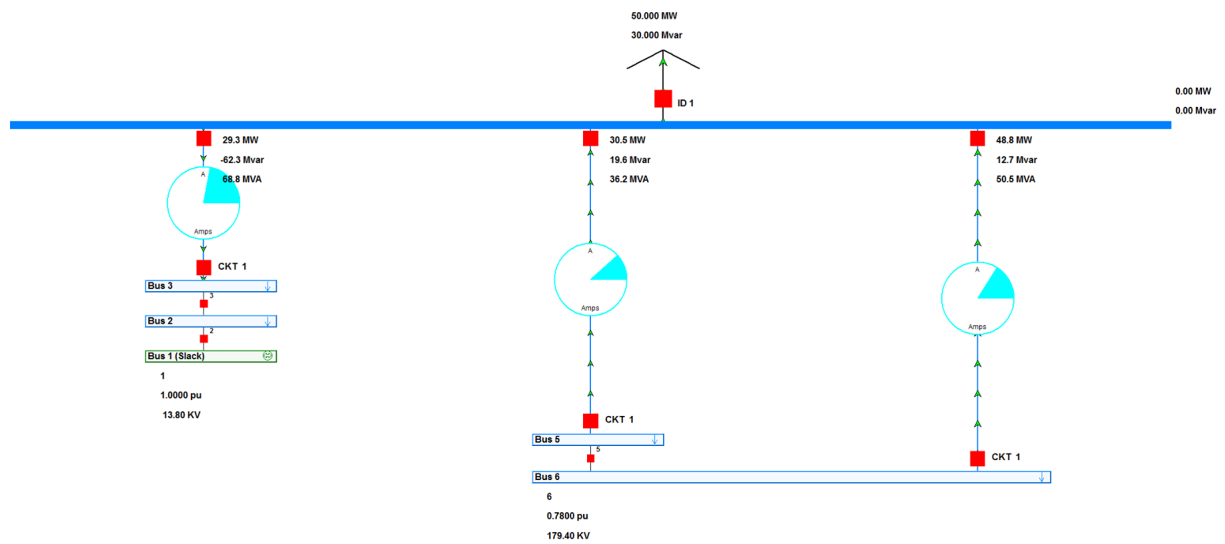 50.000 MW
30.000 Mvar
ID 1
0.00 MW
0.00 Mvar
29.3 MW
-62.3 Mvar
68.8 MVA
A
Amps
CKT 1
Bus 3
3
Bus 2
2
Bus 1 (Slack)
1
1.0000 pu
13.80 KV
30.5 MW
19.6 Mvar
36.2 MVA
A
Amps
CKT 1
Bus 5
5
Bus 6
6
0.7800 pu
179.40 KV
48.8 MW
12.7 Mvar
50.5 MVA
A
Amps
CKT 1